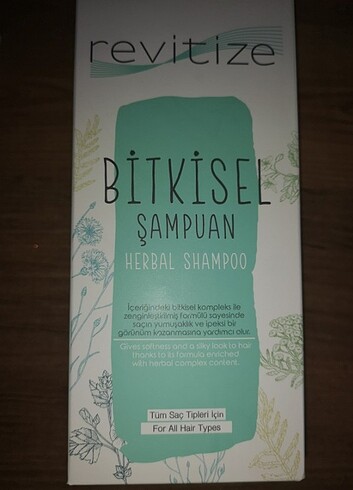 revitize
BİTKİSEL
ŞAMPUAN
HERBAL SHAMPOO
İçeriğindeki bitkisel kompleks ile
zenginleştirilmiş formülü sayesinde
saçın yumuşaklık ve ipeksi bir
görünüm kazanmasına yardımcı olur.
Gives softness and a silky look to hair
thanks to its formula enriched
with herbal complex content.
Tüm Saç Tipleri İçin
For All Hair Types